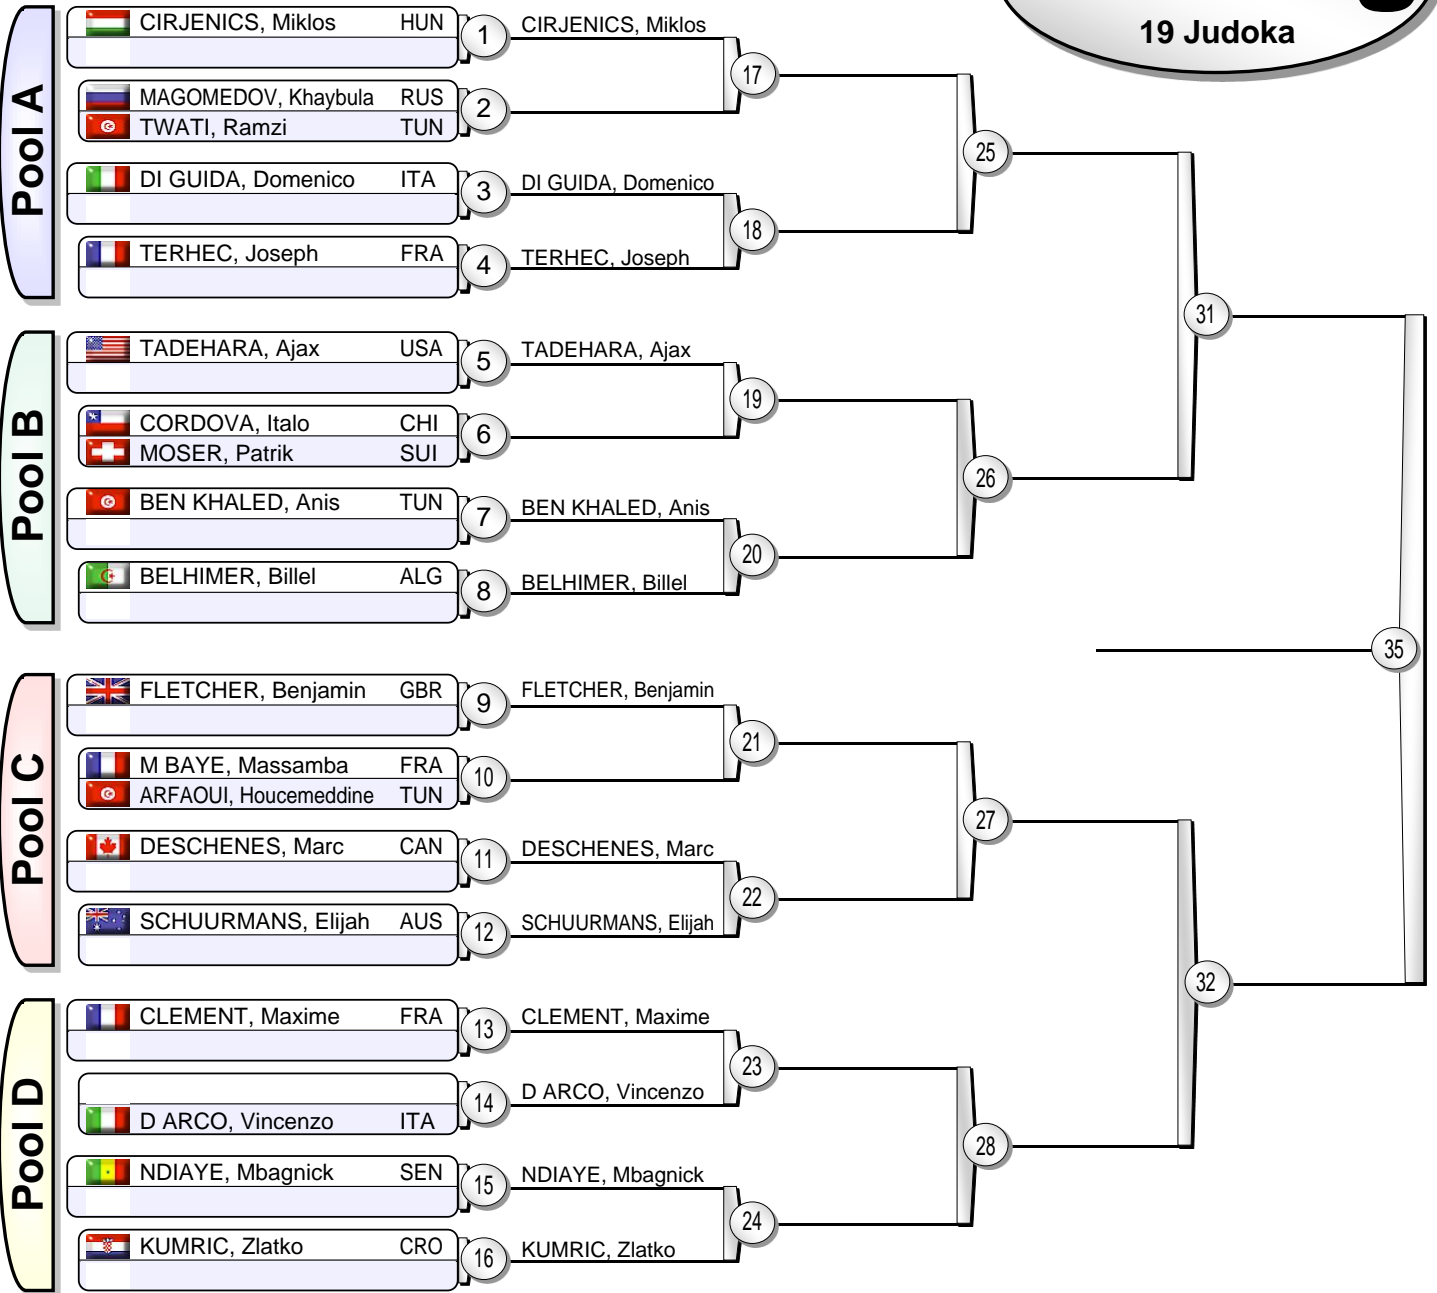 19 Judoka
Pool A
CIRJENICS, Miklos HUN 1 CIRJENICS, Miklos
17
MAGOMEDOV, Khaybula RUS 2
TWATI, Ramzi TUN
25
DI GUIDA, Domenico ITA 3 DI GUIDA, Domenico
18
TERHEC, Joseph FRA 4 TERHEC, Joseph
31
Pool B
TADEHARA, Ajax USA 5 TADEHARA, Ajax
19
CORDOVA, Italo CHI 6
MOSER, Patrik SUI
26
BEN KHALED, Anis TUN 7 BEN KHALED, Anis
20
BELHIMER, Billel ALG 8 BELHIMER, Billel
35
Pool C
FLETCHER, Benjamin GBR 9 FLETCHER, Benjamin
21
M BAYE, Massamba FRA 10
ARFAOUI, Houcemeddine TUN
27
DESCHENES, Marc CAN 11 DESCHENES, Marc
22
SCHUURMANS, Elijah AUS 12 SCHUURMANS, Elijah
32
Pool D
CLEMENT, Maxime FRA 13 CLEMENT, Maxime
23
14 D ARCO, Vincenzo
D ARCO, Vincenzo ITA
28
NDIAYE, Mbagnick SEN 15 NDIAYE, Mbagnick
24
KUMRIC, Zlatko CRO 16 KUMRIC, Zlatko